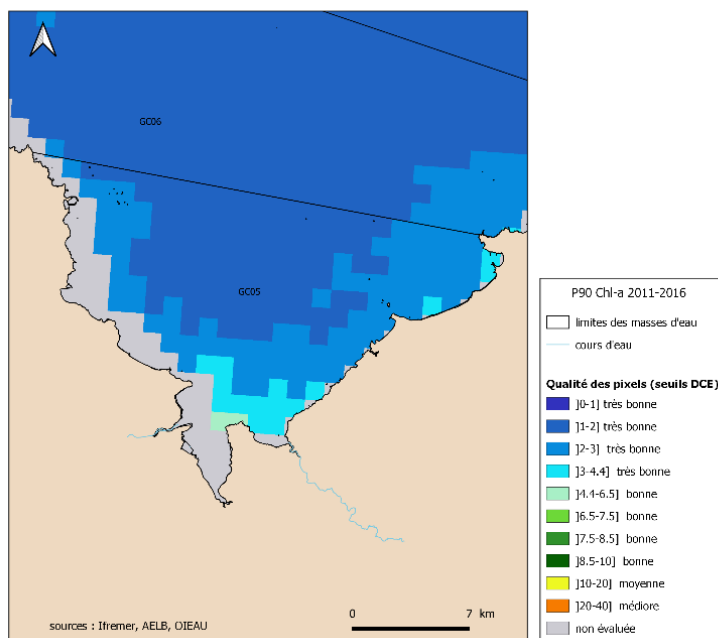 GC06
GC05
sources : Ifremer, AELB, OIEAU
0 7 km
P90 Chl-a 2011-2016
limites des masses d'eau
cours d'eau
Qualité des pixels (seuils DCE)
]0-1] très bonne
]1-2] très bonne
]2-3] très bonne
]3-4.4] très bonne
]4.4-6.5] bonne
]6.5-7.5] bonne
]7.5-8.5] bonne
]8.5-10] bonne
]10-20] moyenne
]20-40] médiore
non évaluée